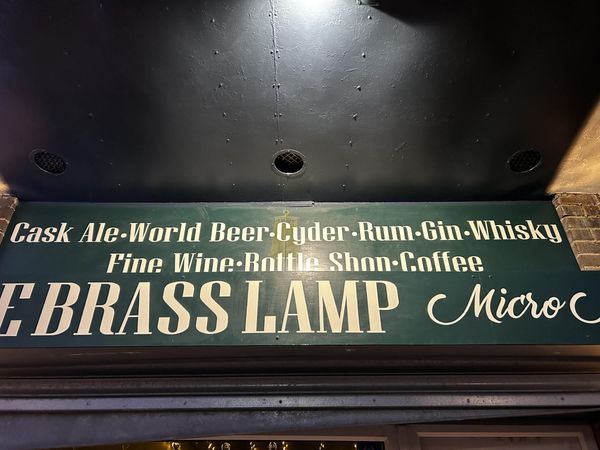 Cask Ale·World Beer·Cyder·Rum·Gin·Whisky
Fine Wine·Bottle Shop·Coffee
E BRASS LAMP Micro